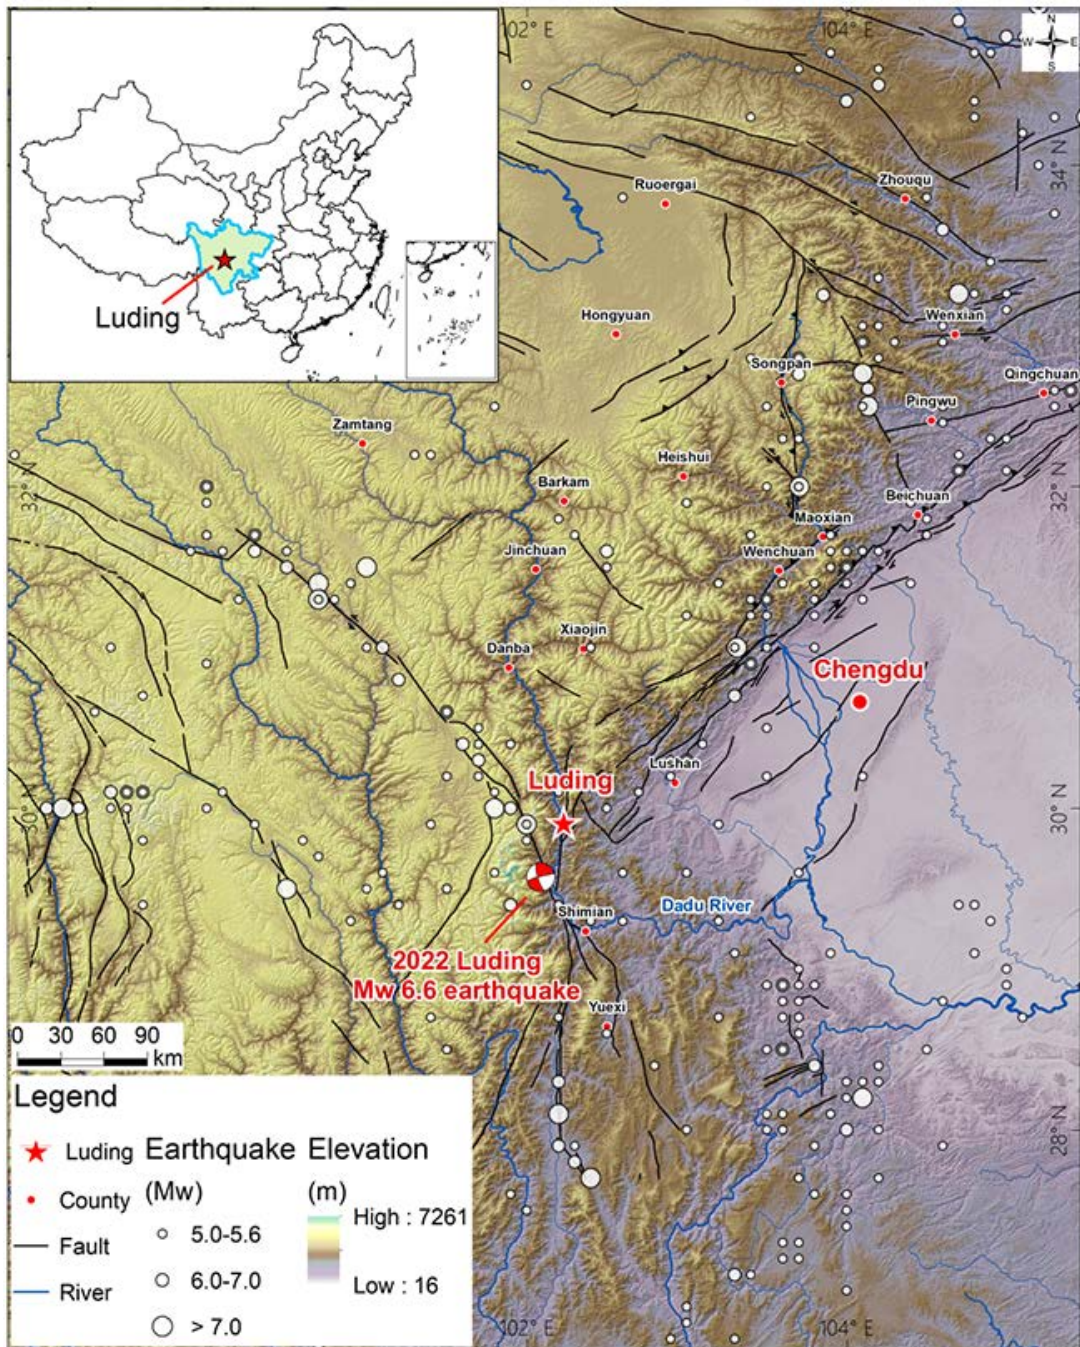 102° E
104° E
N
W
E
S
34° N
Luding
Ruoergai
Zhouqu
Hongyuan
Wenxian
Songpan
Qingchuan
Pingwu
Zamtang
Heishui
32° N
32° N
Barkam
Beichuan
Maoxian
Jinchuan
Wenchuan
Xiaojin
Danba
Chengdu
Lushan
Luding
30° N
30° N
Shimian
Dadu River
2022 Luding
Mw 6.6 earthquake
Yuexi
0 30 60 90
km
28° N
Legend
Luding
County
Fault
River
Earthquake
(Mw)
5.0-5.6
6.0-7.0
> 7.0
Elevation
(m)
High : 7261
Low : 16
102° E
104° E